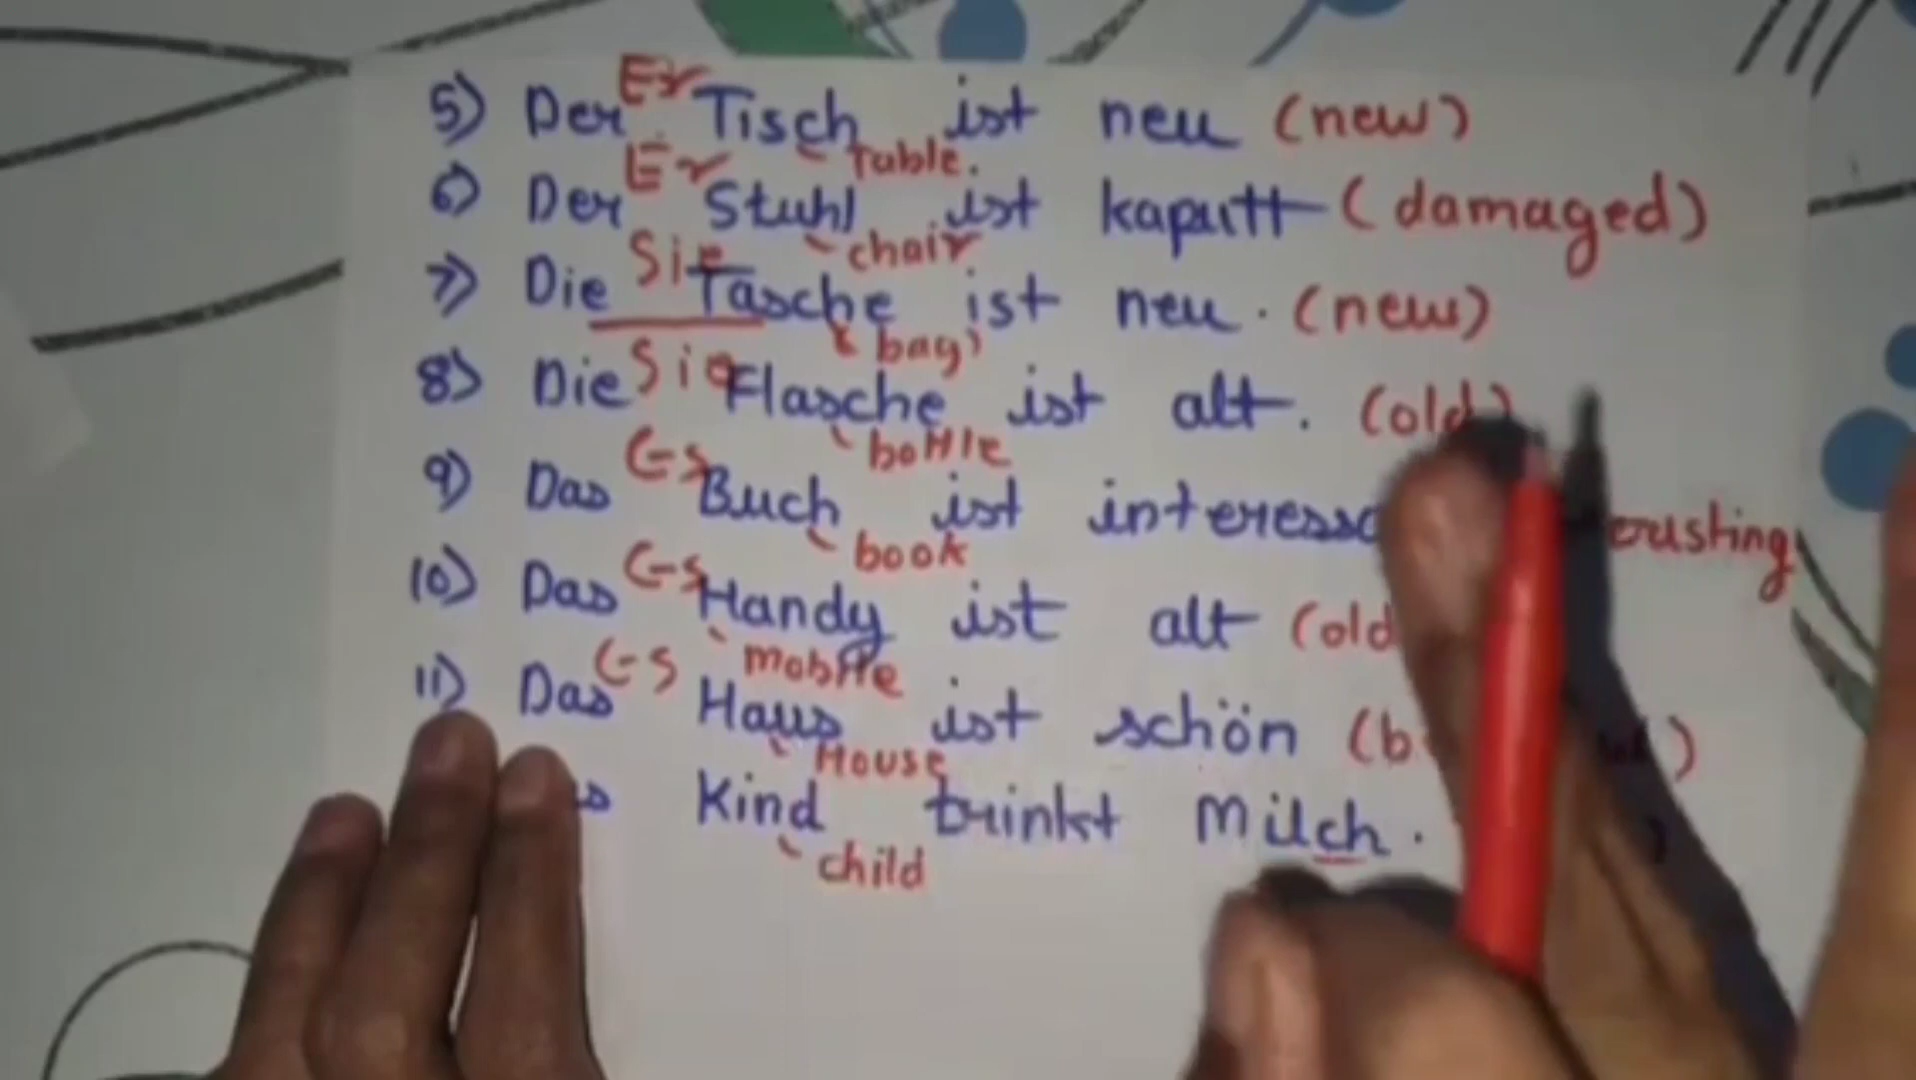 Er
5) Der Tisch ist neu (new)
table.
Er
6) Der Stuhl ist kaputt (damaged)
chair
Sie
7) Die Tasche ist neu. (new)
(bag)
Sie
8) Die Flasche ist alt. (old)
bottle
Es
9) Das Buch ist
book
Es
10) Das Handy ist alt (old
mobile
Es
11) Das Haus ist schön
House
Kind trinkt Milch.
child